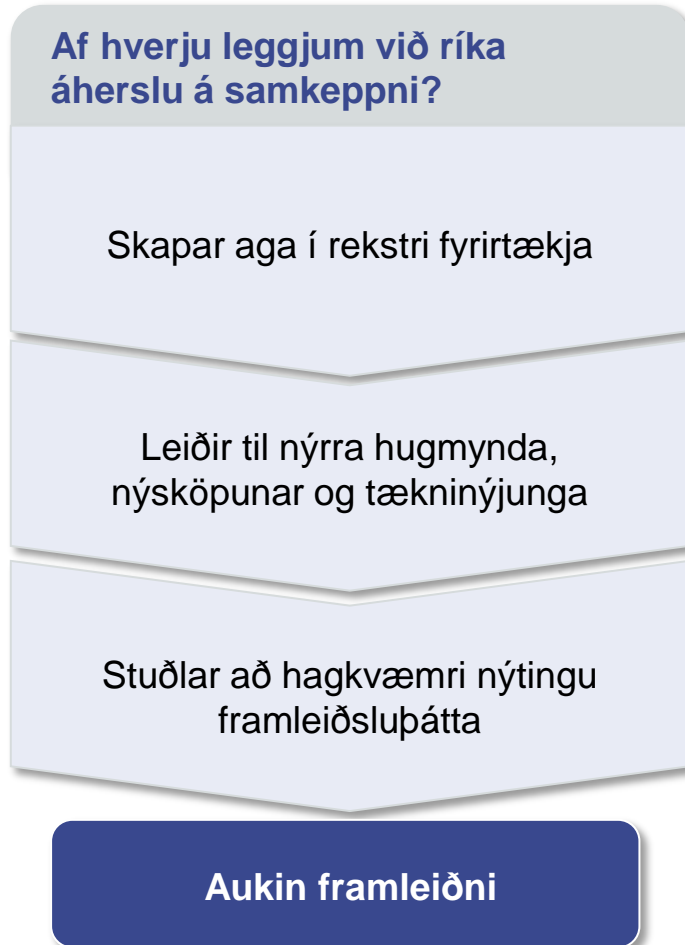 Af hverju leggjum við ríka
áherslu á samkeppni?
Skapar aga í rekstri fyrirtækja
Leiðir til nýrra hugmynda,
nýsköpunar og tækninýjunga
Stuðlar að hagkvæmri nýtingu
framleiðsluþátta
Aukin framleiðni